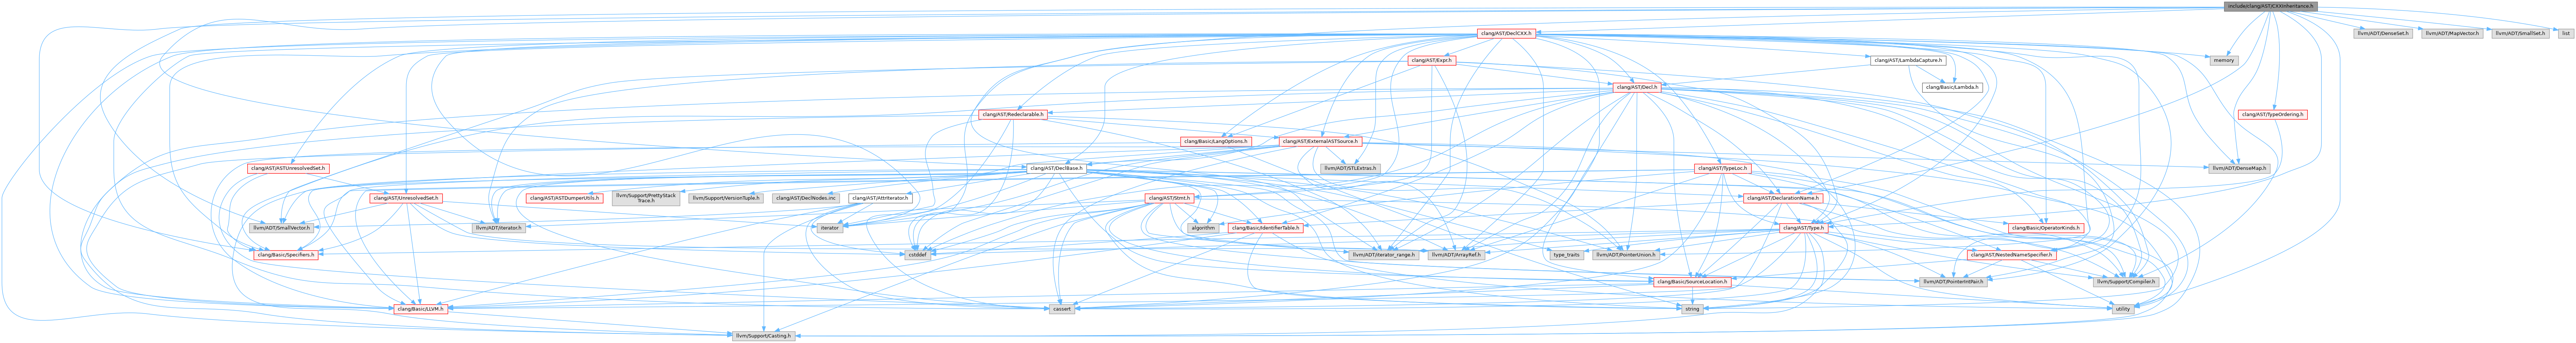 include/clang/AST/CXXInheritance.h
clang/AST/DeclCXX.h
llvm/ADT/DenseSet.h
llvm/ADT/MapVector.h
llvm/ADT/SmallSet.h
list
clang/AST/Expr.h
clang/AST/LambdaCapture.h
memory
clang/AST/Decl.h
clang/Basic/Lambda.h
clang/AST/Redeclarable.h
clang/AST/TypeOrdering.h
clang/Basic/LangOptions.h
clang/AST/ExternalASTSource.h
clang/AST/ASTUnresolvedSet.h
clang/AST/DeclBase.h
llvm/ADT/STLExtras.h
clang/AST/TypeLoc.h
llvm/ADT/DenseMap.h
clang/AST/UnresolvedSet.h
clang/AST/ASTDumperUtils.h
llvm/Support/PrettyStack
Trace.h
llvm/Support/VersionTuple.h
clang/AST/DeclNodes.inc
clang/AST/AttrIterator.h
clang/AST/Stmt.h
clang/AST/DeclarationName.h
llvm/ADT/SmallVector.h
llvm/ADT/iterator.h
iterator
algorithm
clang/Basic/IdentifierTable.h
clang/AST/Type.h
clang/Basic/OperatorKinds.h
clang/Basic/Specifiers.h
cstddef
llvm/ADT/iterator_range.h
llvm/ADT/ArrayRef.h
type_traits
llvm/ADT/PointerUnion.h
clang/AST/NestedNameSpecifier.h
clang/Basic/SourceLocation.h
llvm/ADT/PointerIntPair.h
llvm/Support/Compiler.h
clang/Basic/LLVM.h
cassert
string
utility
llvm/Support/Casting.h